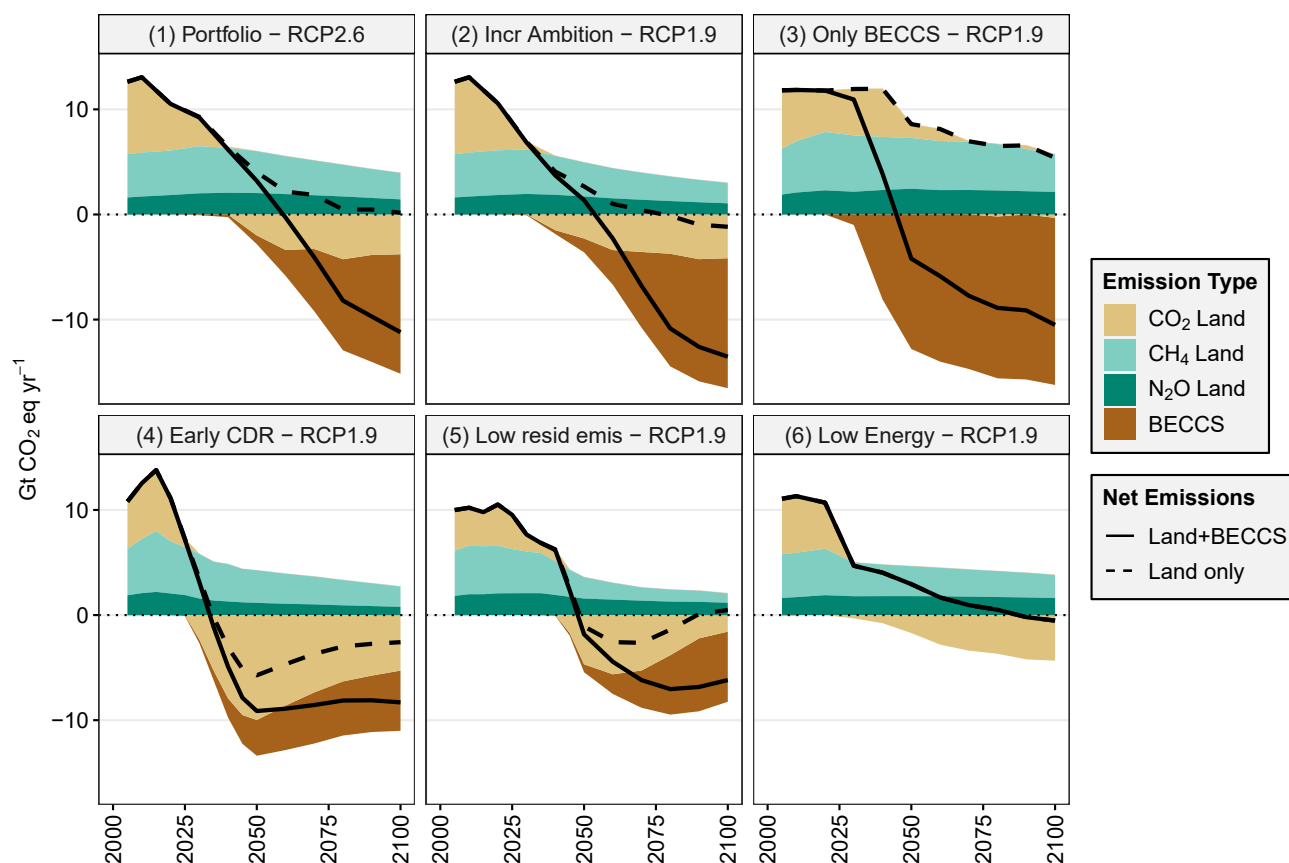 (1) Portfolio − RCP2.6
(2) Incr Ambition − RCP1.9
(3) Only BECCS − RCP1.9
10
0
−10
(4) Early CDR − RCP1.9
(5) Low resid emis − RCP1.9
(6) Low Energy − RCP1.9
10
0
−10
Gt CO₂ eq yr⁻¹
2000
2025
2050
2075
2100
2000
2025
2050
2075
2100
2000
2025
2050
2075
2100
Emission Type
CO₂ Land
CH₄ Land
N₂O Land
BECCS
Net Emissions
Land+BECCS
Land only